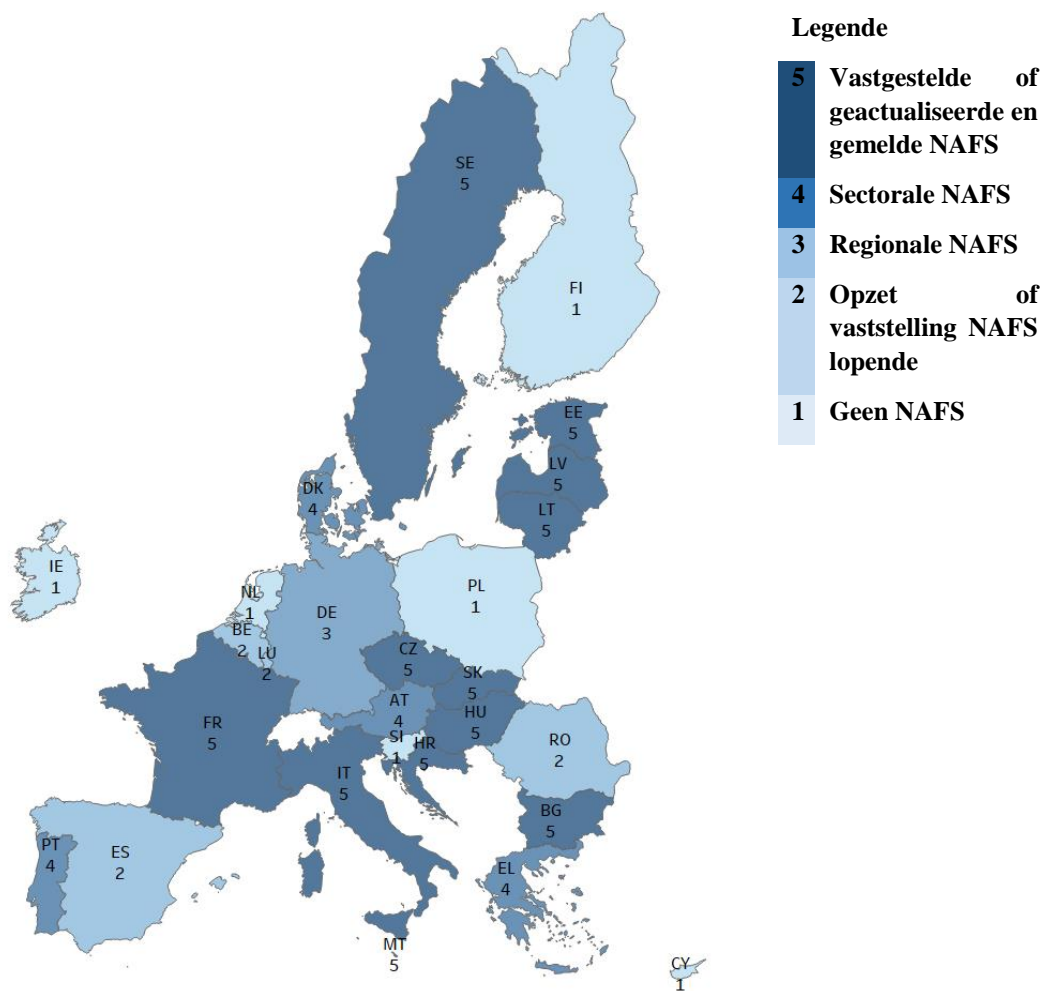 Legende
5 Vastgestelde of
geactualiseerde en
gemelde NAFS
4 Sectorale NAFS
3 Regionale NAFS
2 Opzet of
vaststelling NAFS
lopende
1 Geen NAFS
SE
5
FI
1
EE
5
LV
5
LT
5
DK
4
IE
1
NL
1
BE
2
LU
2
DE
3
PL
1
CZ
5
SK
5
AT
4
HU
5
SI
1
HR
5
FR
5
IT
5
RO
2
BG
5
PT
4
ES
2
EL
4
MT
5
CY
1